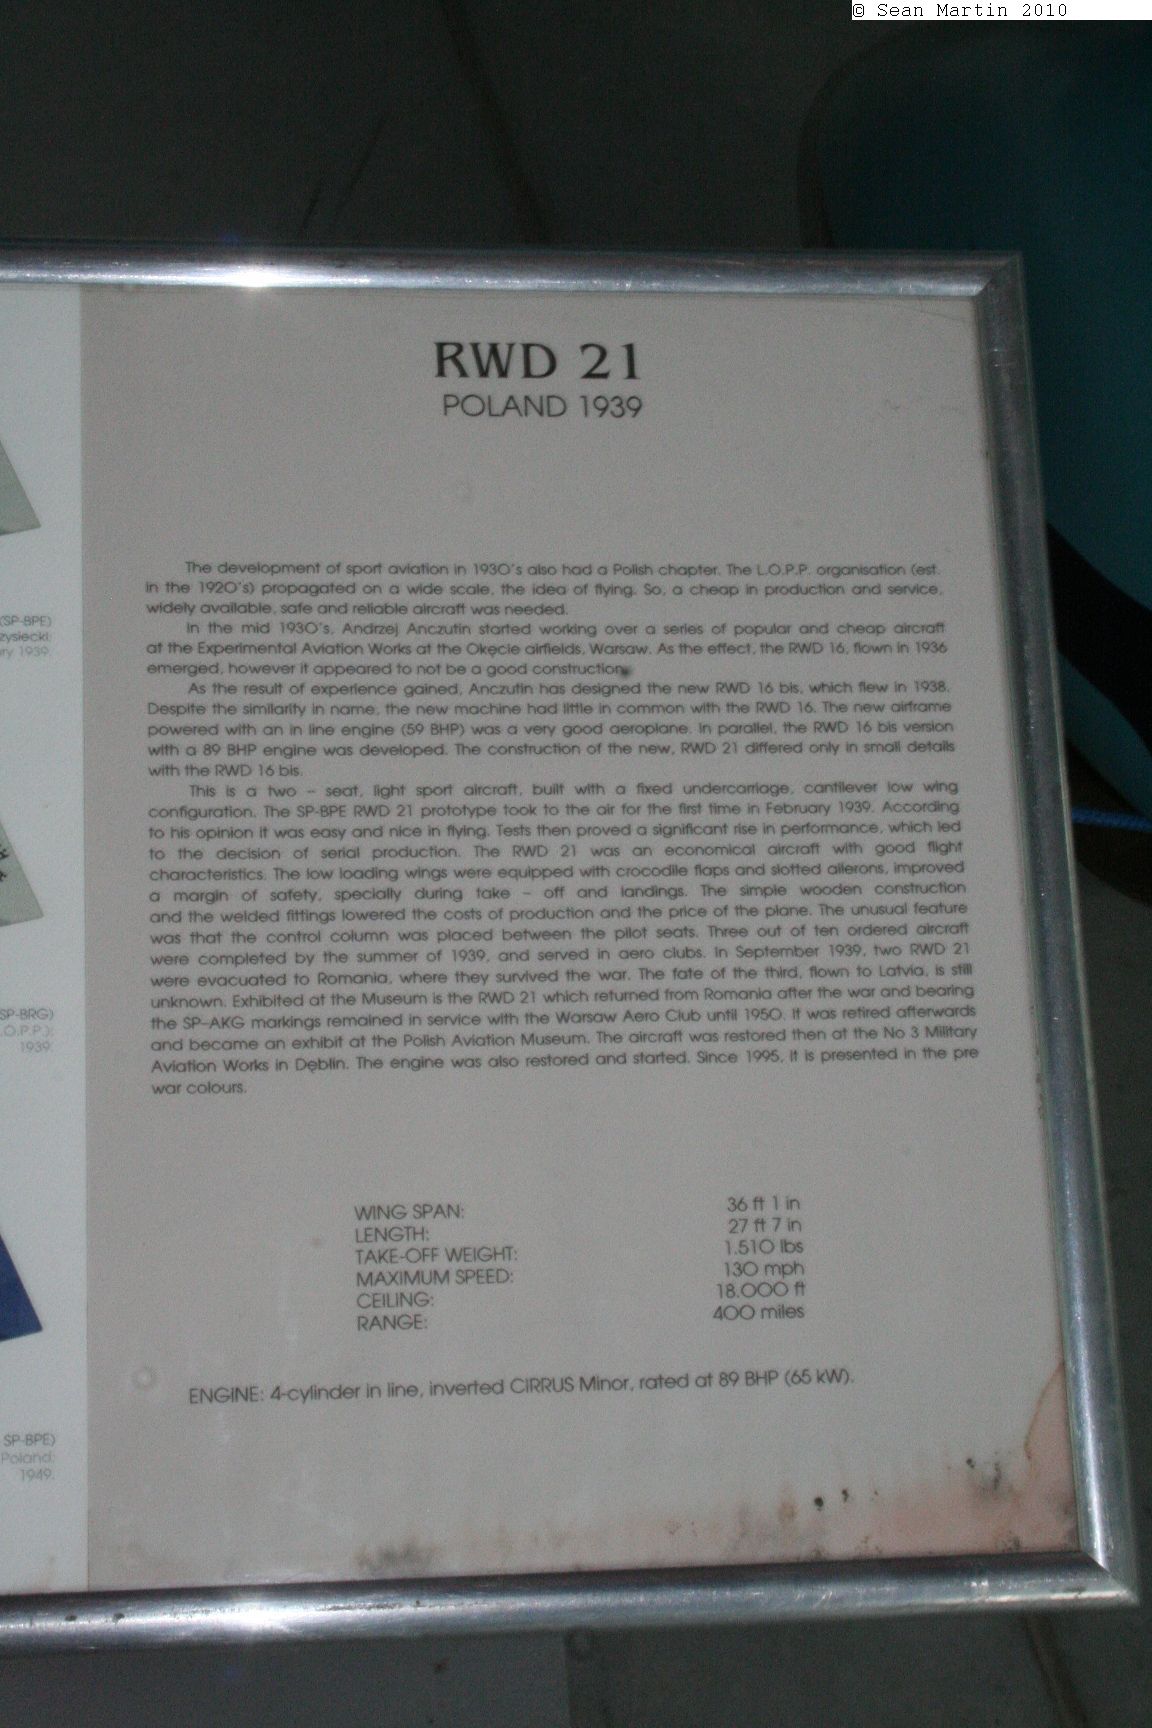 © Sean Martin 2010
RWD 21
POLAND 1939
The development of sport aviation in 1930's also had a Polish chapter. The L.O.P.P. organisation (est.
in the 1920's) propagated on a wide scale, the idea of flying. So, a cheap in production and service,
widely available, safe and reliable aircraft was needed.
In the mid 1930's, Andrzej Anczutin started working over a series of popular and cheap aircraft
at the Experimental Aviation Works at the Okęcie airfields, Warsaw. As the effect, the RWD 16, flown in 1936
emerged, however it appeared to not be a good construction.
As the result of experience gained, Anczutin has designed the new RWD 16 bis, which flew in 1938.
Despite the similarity in name, the new machine had little in common with the RWD 16. The new airframe
powered with an in line engine (59 BHP) was a very good aeroplane. In parallel, the RWD 16 bis version
with a 89 BHP engine was developed. The construction of the new, RWD 21 differed only in small details
with the RWD 16 bis.
This is a two – seat, light sport aircraft, built with a fixed undercarriage, cantilever low wing
configuration. The SP-BPE RWD 21 prototype took to the air for the first time in February 1939. According
to his opinion it was easy and nice in flying. Tests then proved a significant rise in performance, which led
to the decision of serial production. The RWD 21 was an economical aircraft with good flight
characteristics. The low loading wings were equipped with crocodile flaps and slotted ailerons, improved
a margin of safety, specially during take – off and landings. The simple wooden construction
and the welded fittings lowered the costs of production and the price of the plane. The unusual feature
was that the control column was placed between the pilot seats. Three out of ten ordered aircraft
were completed by the summer of 1939, and served in aero clubs. In September 1939, two RWD 21
were evacuated to Romania, where they survived the war. The fate of the third, flown to Latvia, is still
unknown. Exhibited at the Museum is the RWD 21 which returned from Romania after the war and bearing
the SP–AKG markings remained in service with the Warsaw Aero Club until 1950. It was retired afterwards
and became an exhibit at the Polish Aviation Museum. The aircraft was restored then at the No 3 Military
Aviation Works in Dęblin. The engine was also restored and started. Since 1995, it is presented in the pre
war colours.
WING SPAN: 36 ft 1 in
LENGTH: 27 ft 7 in
TAKE-OFF WEIGHT: 1.510 lbs
MAXIMUM SPEED: 130 mph
CEILING: 18.000 ft
RANGE: 400 miles
ENGINE: 4-cylinder in line, inverted CIRRUS Minor, rated at 89 BHP (65 kW).
(SP-BPE)
1939.
SP-BRG)
.O.P.P.);
1939.
SP-BPE)
Poland;
1949.